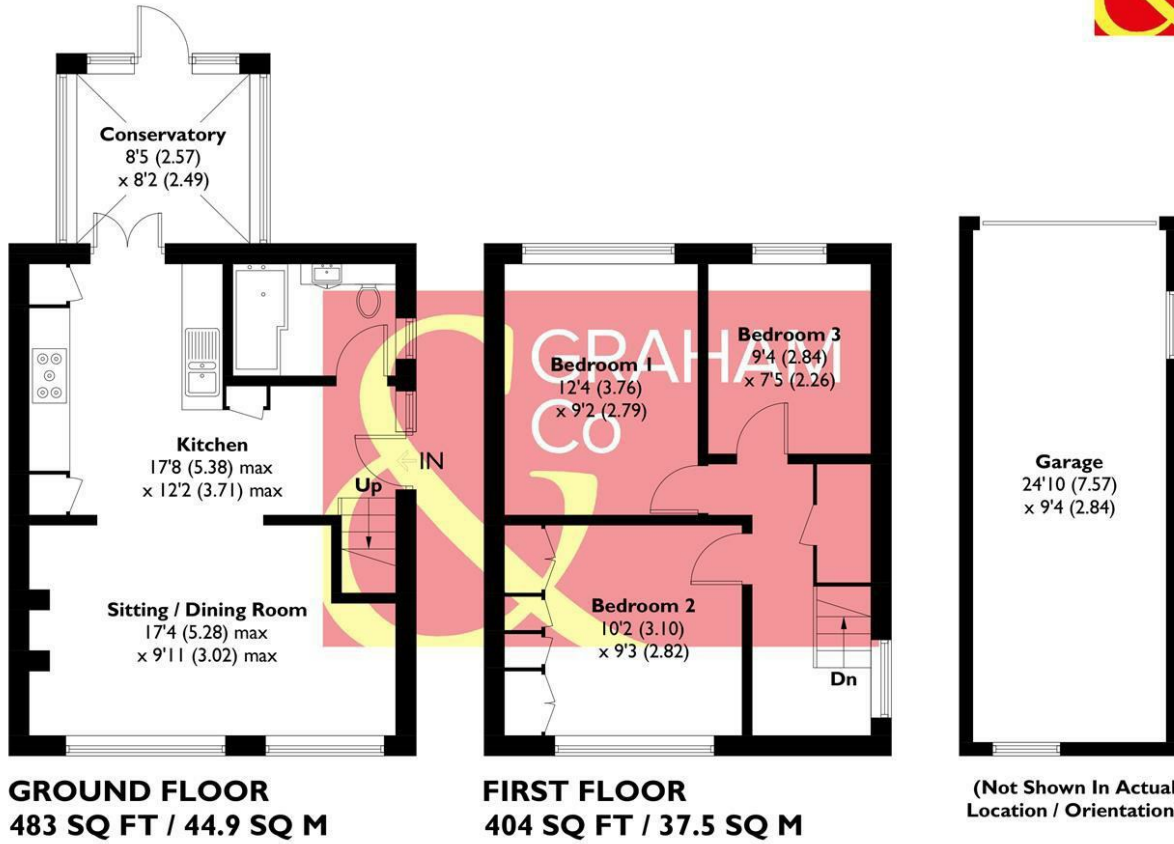 Conservatory
8'5 (2.57)
x 8'2 (2.49)
Kitchen
17'8 (5.38) max
x 12'2 (3.71) max
IN
Up
Sitting / Dining Room
17'4 (5.28) max
x 9'11 (3.02) max
GROUND FLOOR
483 SQ FT / 44.9 SQ M
& GRAHAM
Co
Bedroom 1
12'4 (3.76)
x 9'2 (2.79)
Bedroom 3
9'4 (2.84)
x 7'5 (2.26)
Bedroom 2
10'2 (3.10)
x 9'3 (2.82)
Dn
FIRST FLOOR
404 SQ FT / 37.5 SQ M
Garage
24'10 (7.57)
x 9'4 (2.84)
(Not Shown In Actual
Location / Orientation